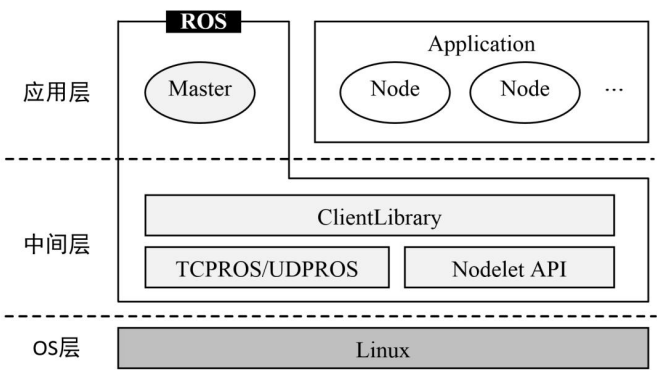 ROS
Application
应用层
Master
Node
Node
...
ClientLibrary
中间层
TCPROS/UDPROS
Nodelet API
OS层
Linux